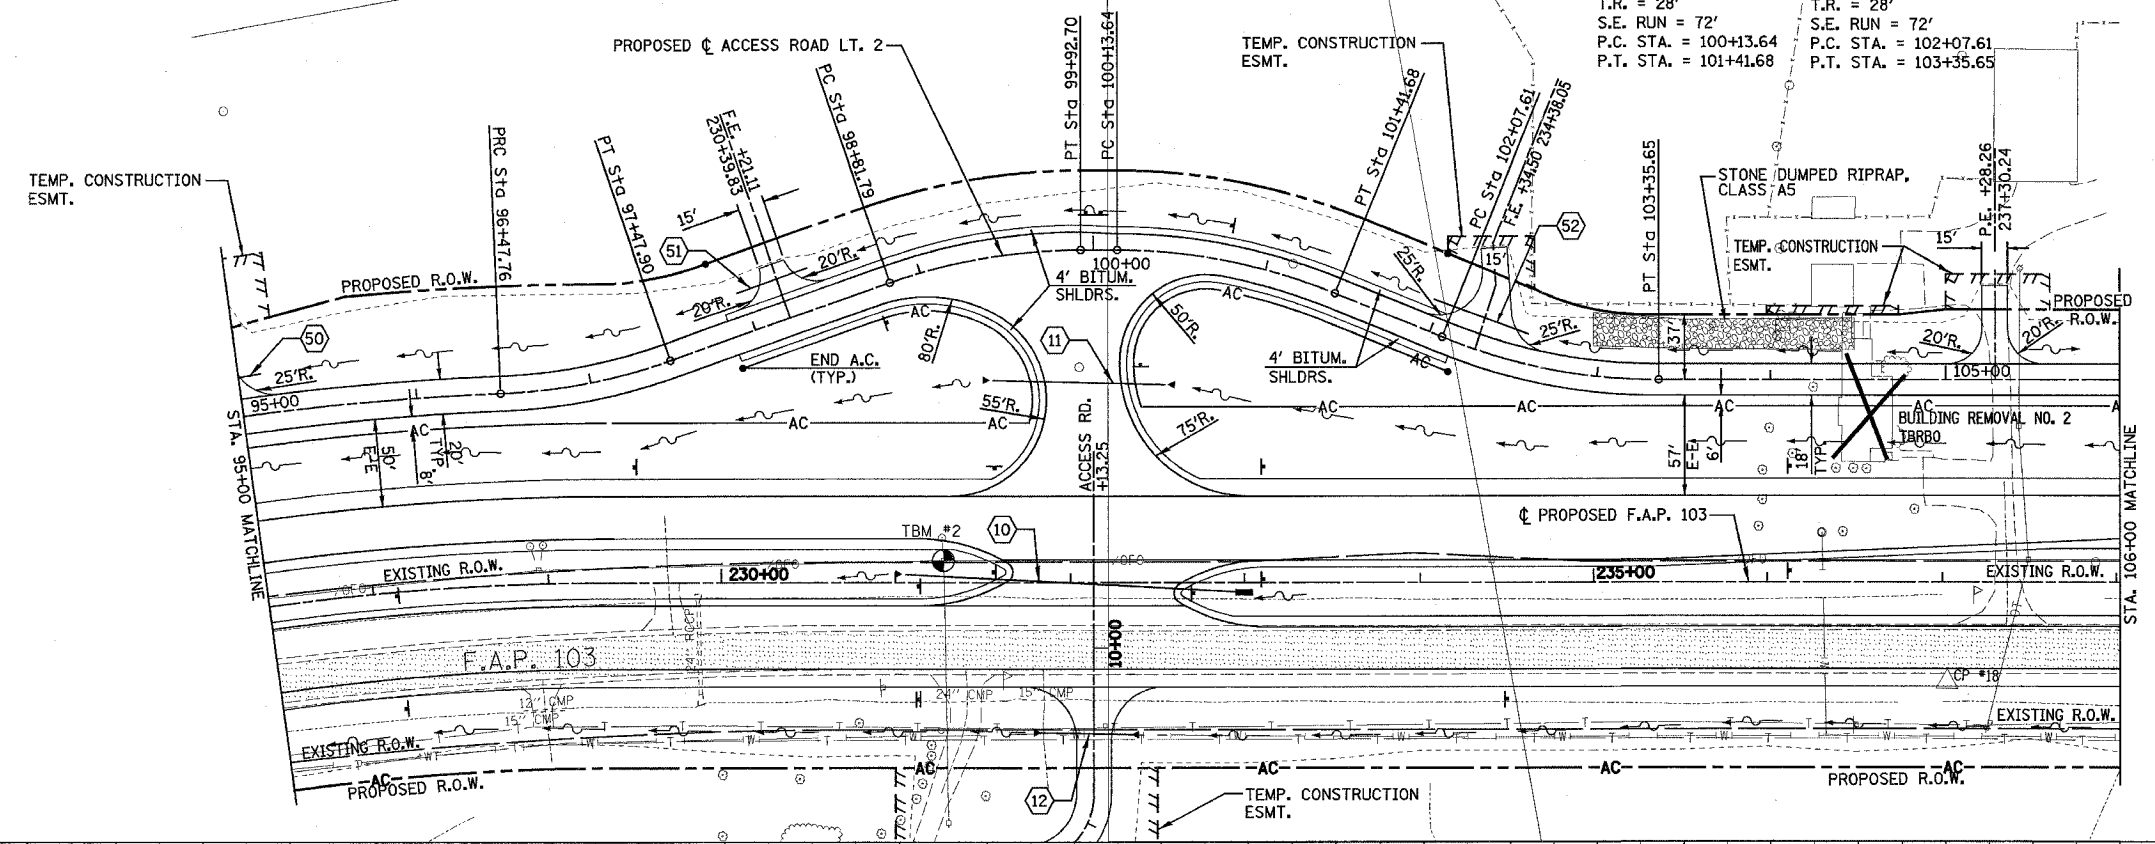 T.R. = 28'
S.E. RUN = 72'
P.C. STA. = 100+13.64
P.T. STA. = 101+41.68
T.R. = 28'
S.E. RUN = 72'
P.C. STA. = 102+07.61
P.T. STA. = 103+35.65
PROPOSED ℄ ACCESS ROAD LT. 2
TEMP. CONSTRUCTION
ESMT.
TEMP. CONSTRUCTION
ESMT.
PRC Sta 96+47.76
PT Sta 97+47.90
F.E. +21.11
230+39.83
PC Sta 98+81.79
PT Sta 99+92.70
PC Sta 100+13.64
PT Sta 101+41.68
PC Sta 102+07.61
F.E. +34.50 234+38.05
PT Sta 103+35.65
STONE DUMPED RIPRAP,
CLASS A5
P.E. +28.26
237+30.24
15'
51
20'R.
20'R.
52
25'R.
15'
25'R.
TEMP. CONSTRUCTION
ESMT.
15'
PROPOSED R.O.W.
PROPOSED
R.O.W.
100+00
4' BITUM.
SHLDRS.
50
25'R.
95+00
AC
AC
80'R.
END A.C.
(TYP.)
11
AC
50'R.
4' BITUM.
SHLDRS.
AC
37'
20'R.
20'R.
105+00
55'R.
75'R.
AC
AC
AC
AC
AC
AC
A
BUILDING REMOVAL NO. 2
TBRBO
STA. 95+00 MATCHLINE
50'
E-E
20'
TYP.
8'
ACCESS RD.
+13.25
57'
E-E
6'
18'
TYP.
STA. 106+00 MATCHLINE
TBM #2
10
℄ PROPOSED F.A.P. 103
EXISTING R.O.W.
230+00
235+00
EXISTING R.O.W.
24" RCCP
F.A.P. 103
10+00
CP #18
24" CMP
15" CMP
12" CMP
15" CMP
EXISTING R.O.W.
EXISTING R.O.W.
AC
AC
AC
AC
AC
PROPOSED R.O.W.
PROPOSED R.O.W.
12
TEMP. CONSTRUCTION
ESMT.